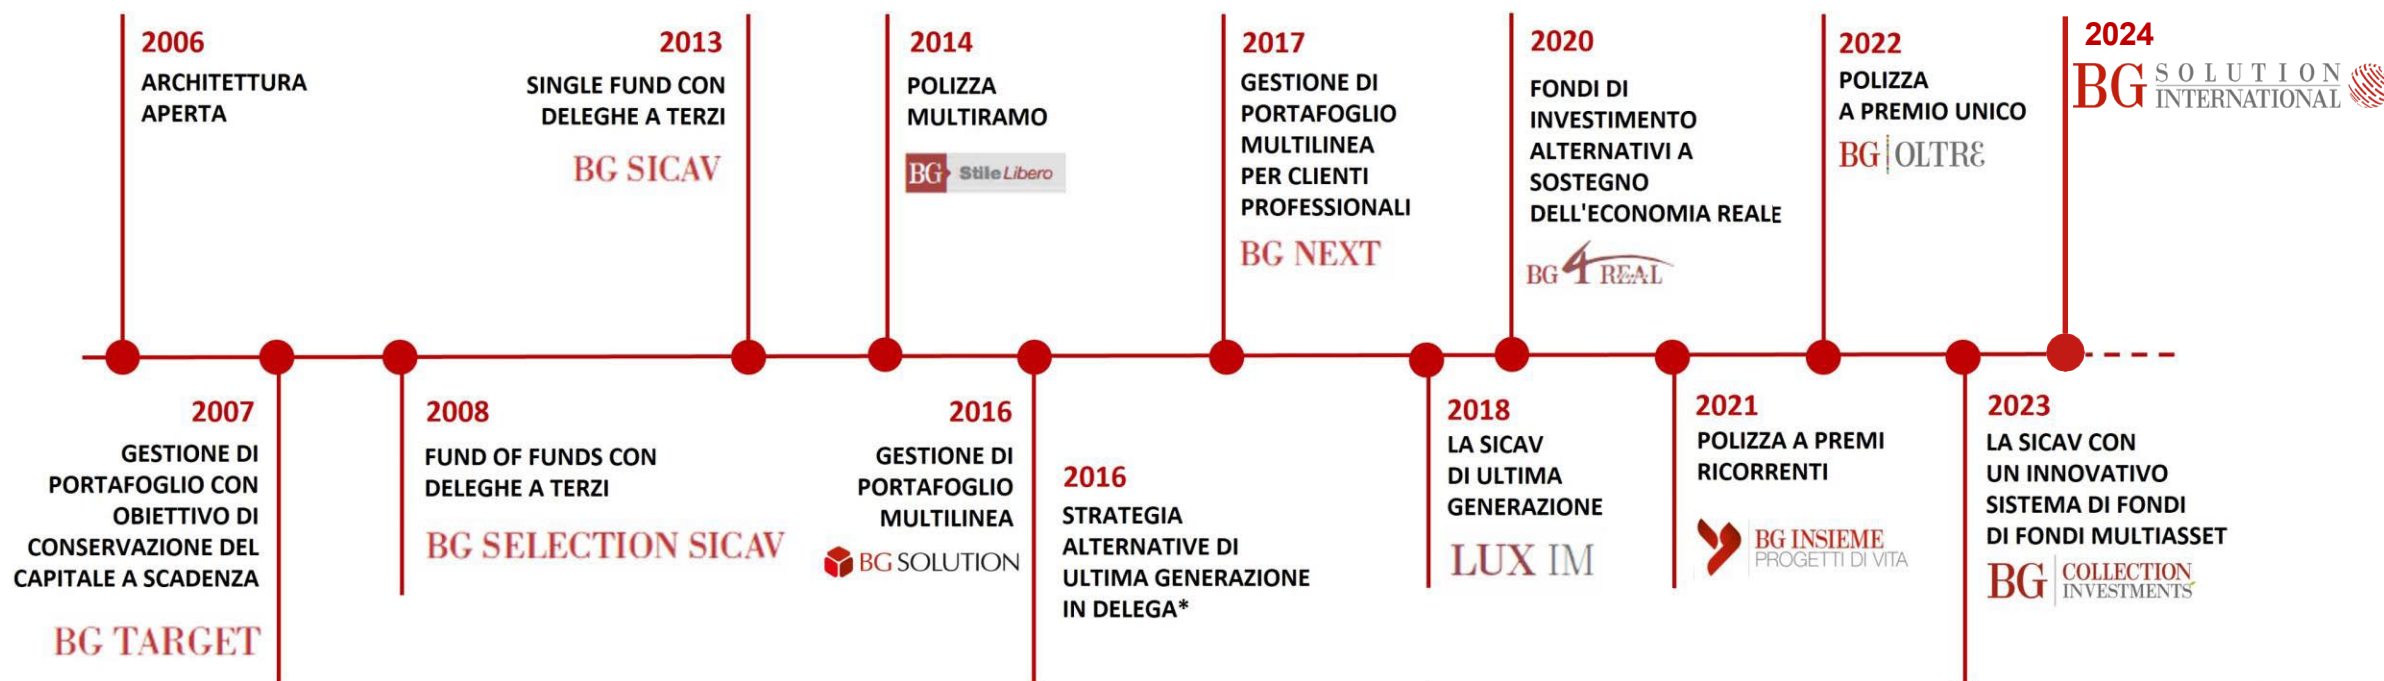 2006
ARCHITETTURA
APERTA
2013
SINGLE FUND CON
DELEGHE A TERZI
BG SICAV
2014
POLIZZA
MULTIRAMO
BG Stile Libero
2017
GESTIONE DI
PORTAFOGLIO
MULTILINEA
PER CLIENTI
PROFESSIONALI
BG NEXT
2020
FONDI DI
INVESTIMENTO
ALTERNATIVI A
SOSTEGNO
DELL'ECONOMIA REALE
BG 4 REAL
2022
POLIZZA
A PREMIO UNICO
BG OLTRE
2024
BG SOLUTION
INTERNATIONAL
2007
GESTIONE DI
PORTAFOGLIO CON
OBIETTIVO DI
CONSERVAZIONE DEL
CAPITALE A SCADENZA
BG TARGET
2008
FUND OF FUNDS CON
DELEGHE A TERZI
BG SELECTION SICAV
2016
GESTIONE DI
PORTAFOGLIO
MULTILINEA
BG SOLUTION
2016
STRATEGIA
ALTERNATIVE DI
ULTIMA GENERAZIONE
IN DELEGA*
2018
LA SICAV
DI ULTIMA
GENERAZIONE
LUX IM
2021
POLIZZA A PREMI
RICORRENTI
BG INSIEME
PROGETTI DI VITA
2023
LA SICAV CON
UN INNOVATIVO
SISTEMA DI FONDI
DI FONDI MULTIASSET
BG COLLECTION
INVESTMENTS